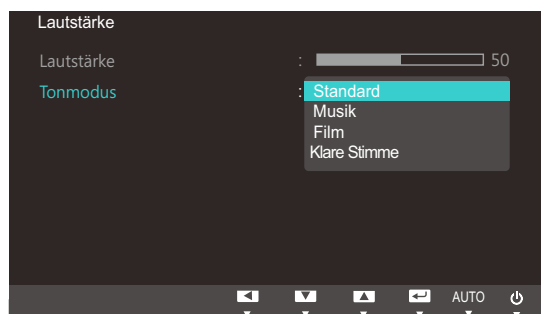 Lautstärke
Lautstärke : 50
Tonmodus : Standard
Musik
Film
Klare Stimme
AUTO